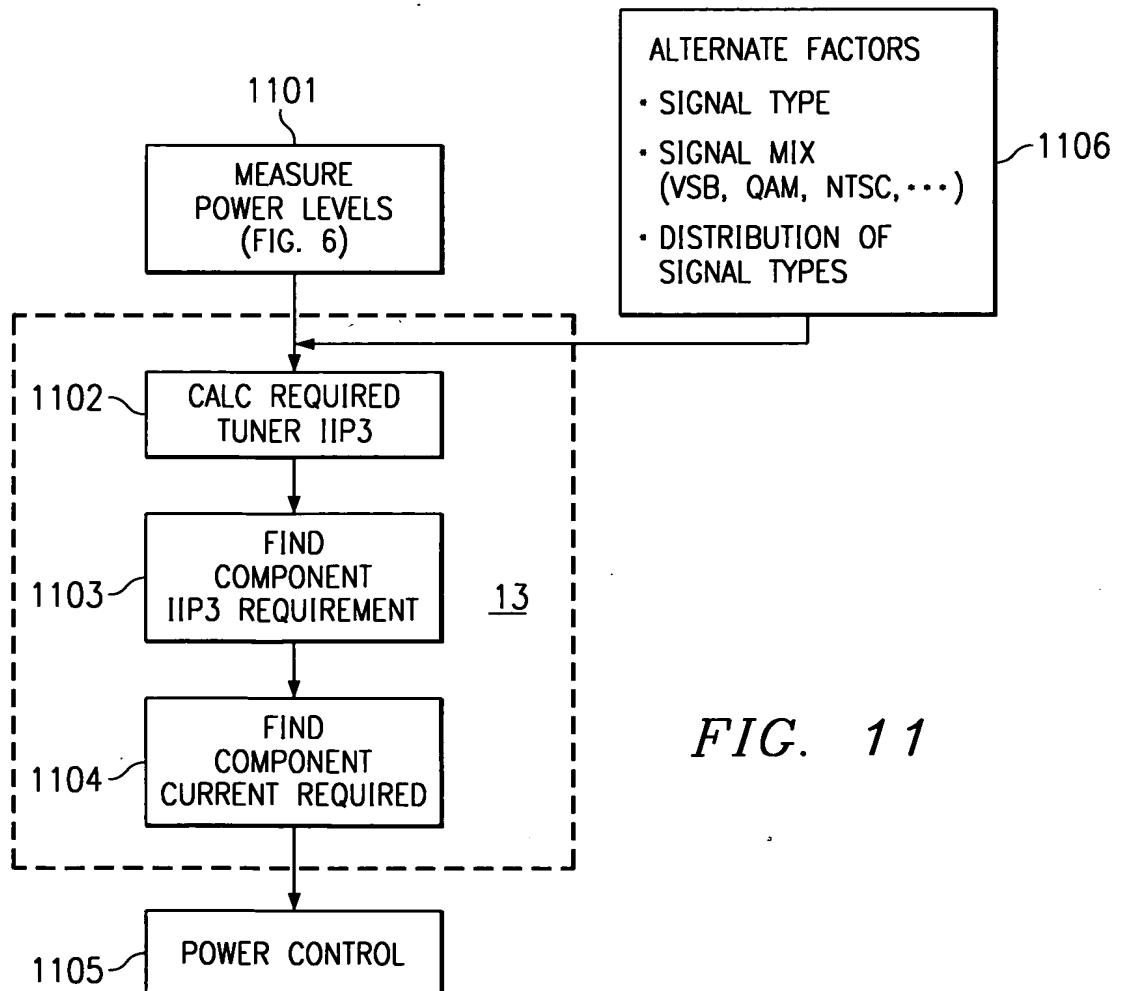 1101
MEASURE
POWER LEVELS
(FIG. 6)
ALTERNATE FACTORS
· SIGNAL TYPE
· SIGNAL MIX
(VSB, QAM, NTSC, ···)
· DISTRIBUTION OF
SIGNAL TYPES
1106
1102
CALC REQUIRED
TUNER IIP3
1103
FIND
COMPONENT
IIP3 REQUIREMENT
13
1104
FIND
COMPONENT
CURRENT REQUIRED
FIG. 11
1105
POWER CONTROL